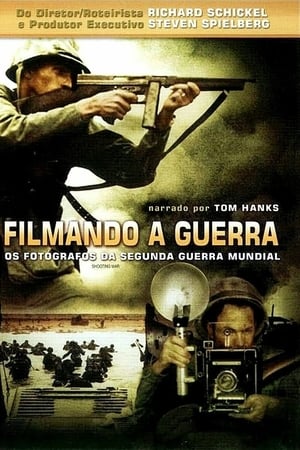 Do Diretor/Roteirista RICHARD SCHICKEL
e Produtor Executivo STEVEN SPIELBERG
narrado por TOM HANKS
FILMANDO A GUERRA
OS FOTÓGRAFOS DA SEGUNDA GUERRA MUNDIAL
SHOOTING WAR